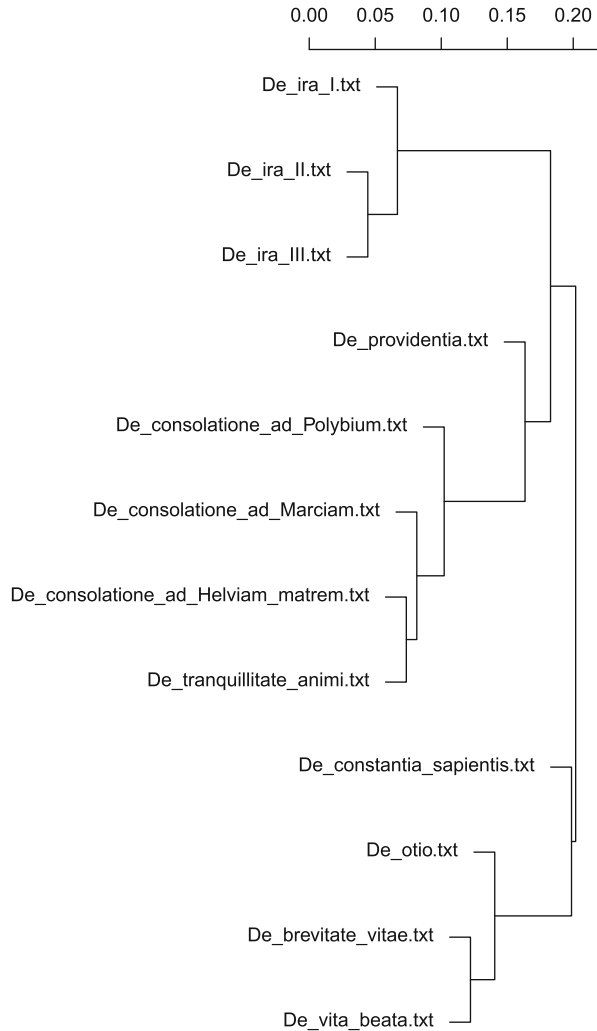 0.00 0.05 0.10 0.15 0.20
De_ira_I.txt
De_ira_II.txt
De_ira_III.txt
De_providentia.txt
De_consolatione_ad_Polybium.txt
De_consolatione_ad_Marciam.txt
De_consolatione_ad_Helviam_matrem.txt
De_tranquillitate_animi.txt
De_constantia_sapientis.txt
De_otio.txt
De_brevitate_vitae.txt
De_vita_beata.txt